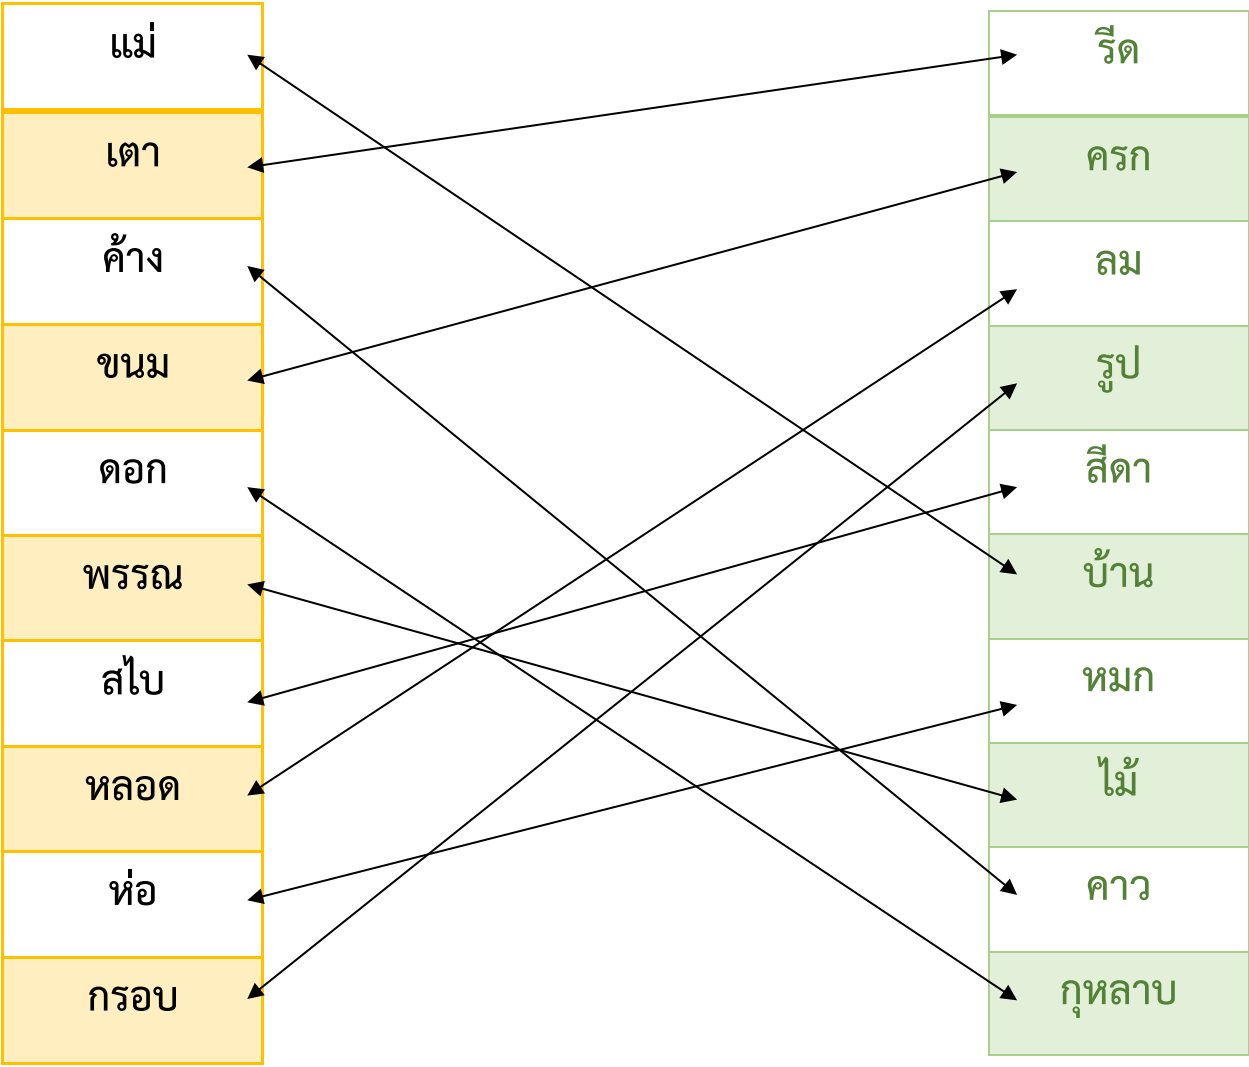 แม่
เตา
ค้าง
ขนม
ดอก
พรรณ
สไบ
หลอด
ห่อ
กรอบ
รีด
ครก
ลม
รูป
สีดา
บ้าน
หมก
ไม้
คาว
กุหลาบ